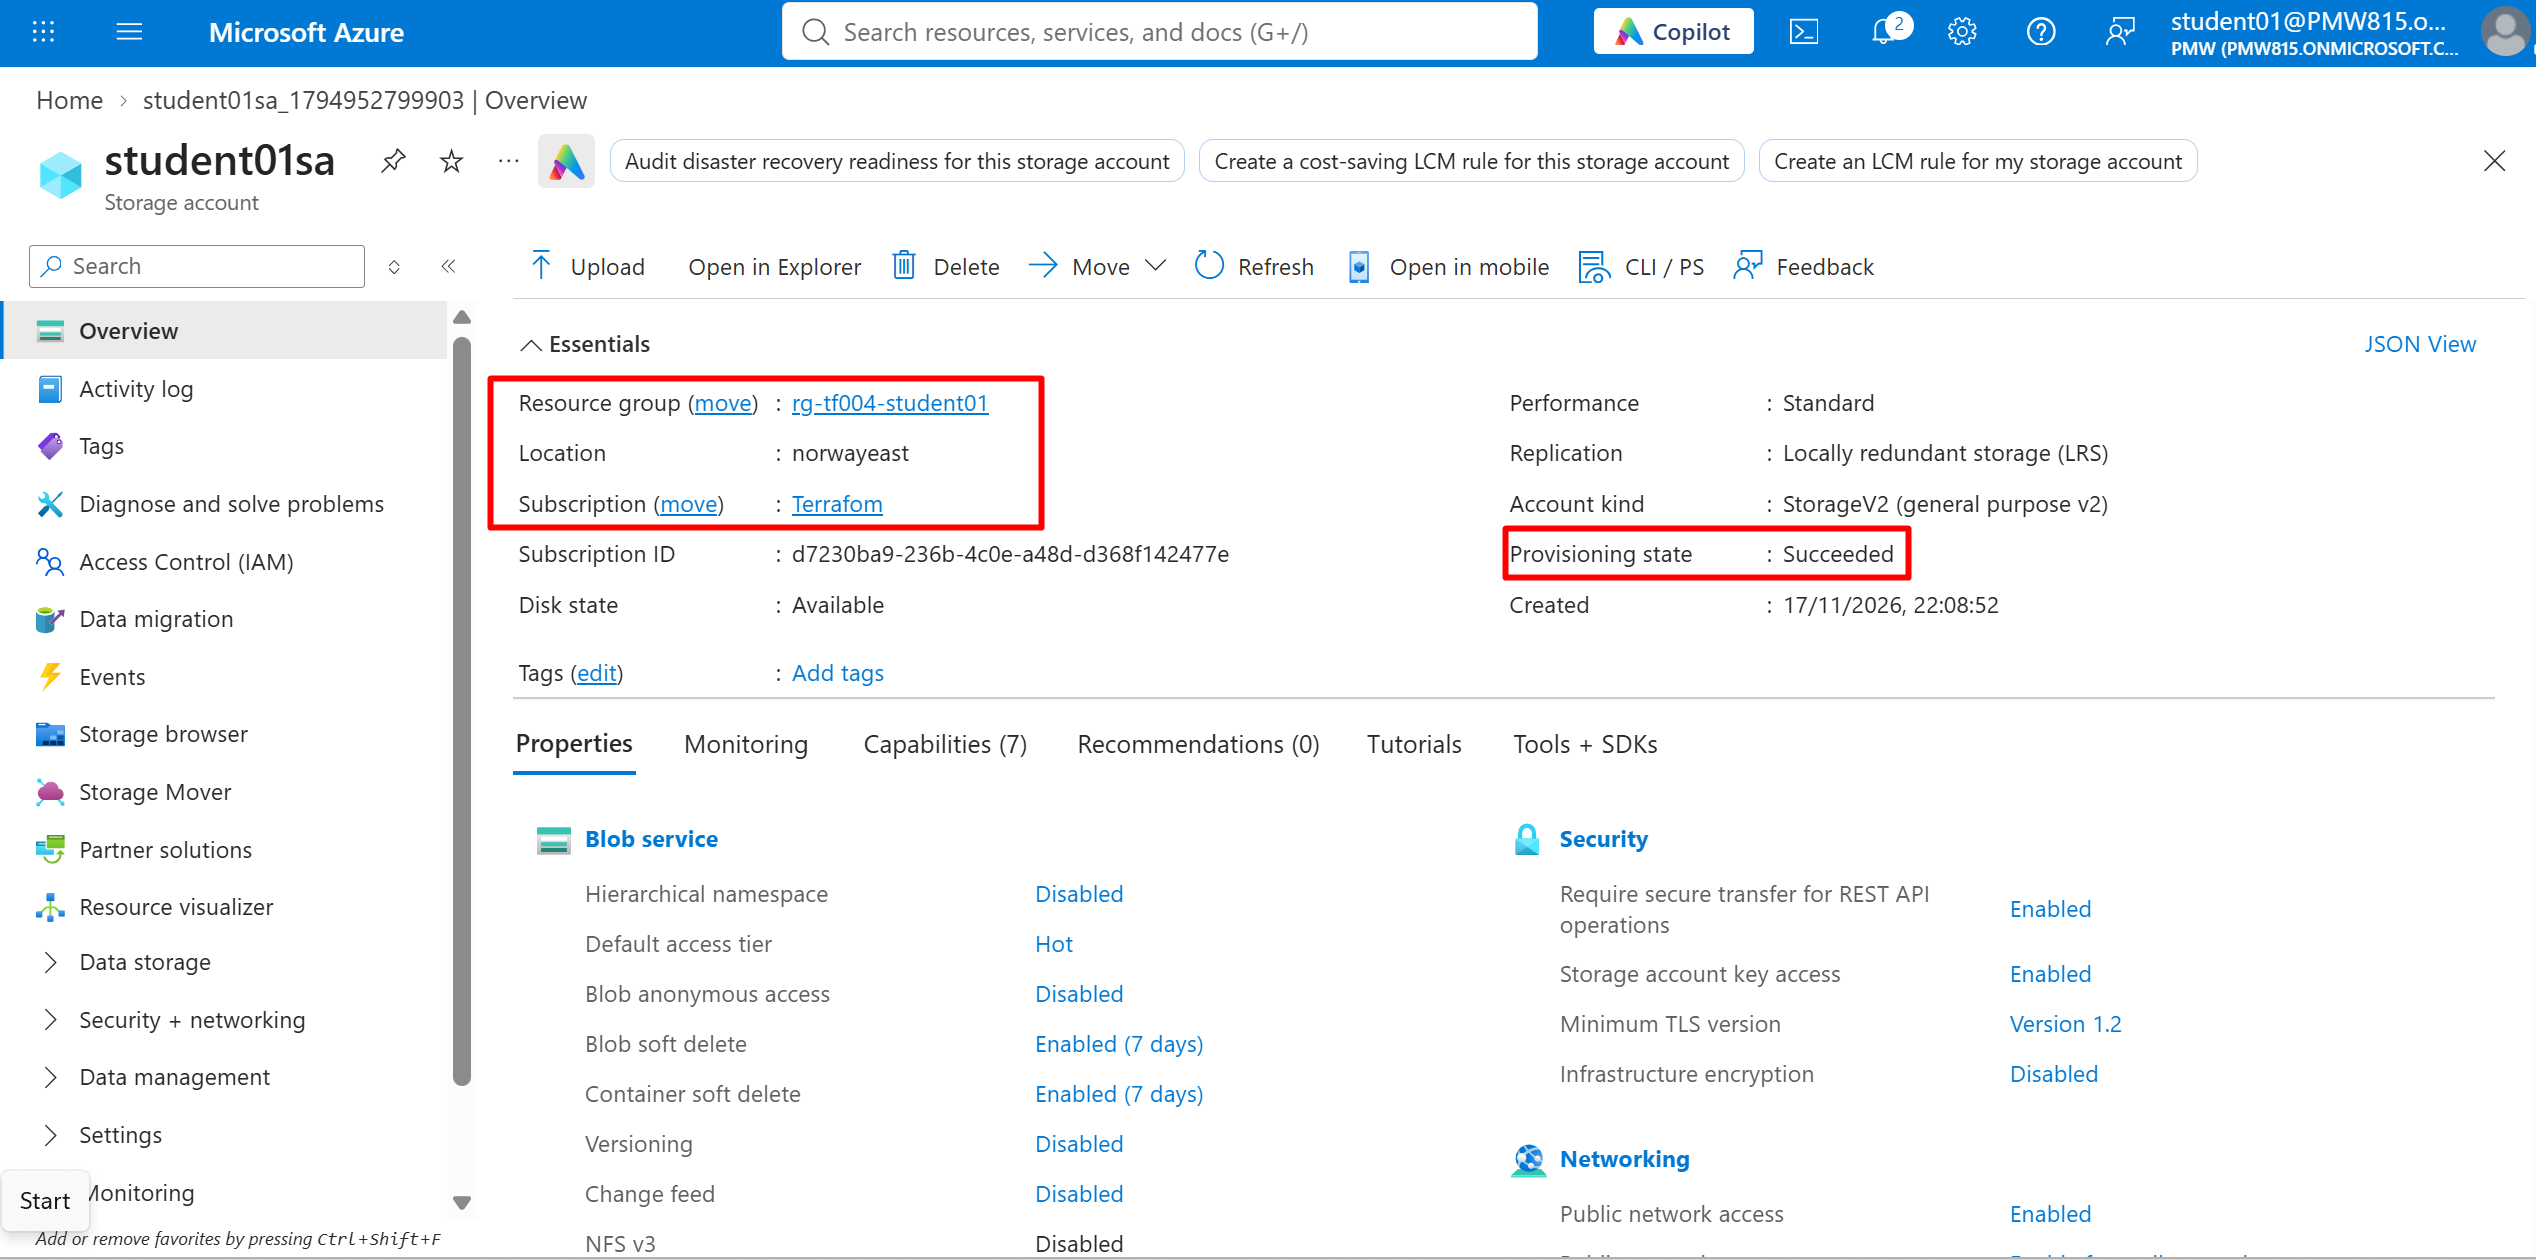 Microsoft Azure
Search resources, services, and docs (G+/)
Copilot
2
student01@PMW815.o...
PMW (PMW815.ONMICROSOFT.C...
Home > student01sa_1794952799903 | Overview
student01sa
Storage account
Audit disaster recovery readiness for this storage account
Create a cost-saving LCM rule for this storage account
Create an LCM rule for my storage account
Search
Upload
Open in Explorer
Delete
Move
Refresh
Open in mobile
CLI / PS
Feedback
Overview
Activity log
Tags
Diagnose and solve problems
Access Control (IAM)
Data migration
Events
Storage browser
Storage Mover
Partner solutions
Resource visualizer
Data storage
Security + networking
Data management
Settings
Monitoring
Start
Add or remove favorites by pressing Ctrl+Shift+F
Essentials
JSON View
Resource group (move) : rg-tf004-student01
Location : norwayeast
Subscription (move) : Terrafom
Subscription ID : d7230ba9-236b-4c0e-a48d-d368f142477e
Disk state : Available
Tags (edit) : Add tags
Performance : Standard
Replication : Locally redundant storage (LRS)
Account kind : StorageV2 (general purpose v2)
Provisioning state : Succeeded
Created : 17/11/2026, 22:08:52
Properties
Monitoring
Capabilities (7)
Recommendations (0)
Tutorials
Tools + SDKs
Blob service
Hierarchical namespace Disabled
Default access tier Hot
Blob anonymous access Disabled
Blob soft delete Enabled (7 days)
Container soft delete Enabled (7 days)
Versioning Disabled
Change feed Disabled
NFS v3 Disabled
Security
Require secure transfer for REST API
operations Enabled
Storage account key access Enabled
Minimum TLS version Version 1.2
Infrastructure encryption Disabled
Networking
Public network access Enabled